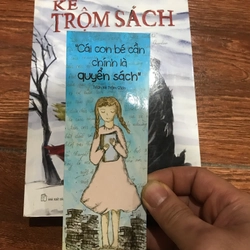 KẺ
TRỘM SÁCH
"Cái con bé cần
chính là
quyển sách"